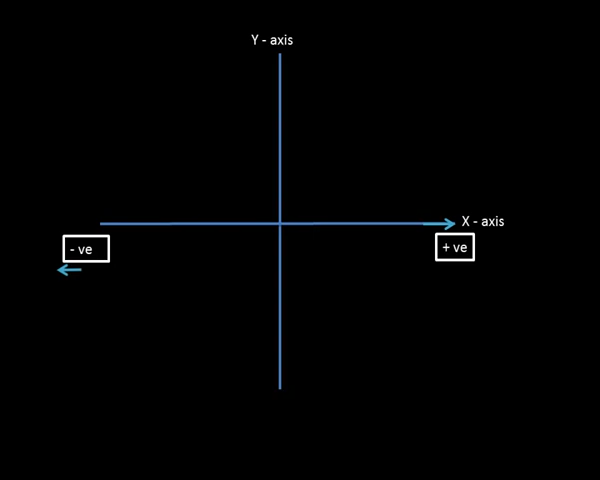 Y - axis
X - axis
- ve
+ ve